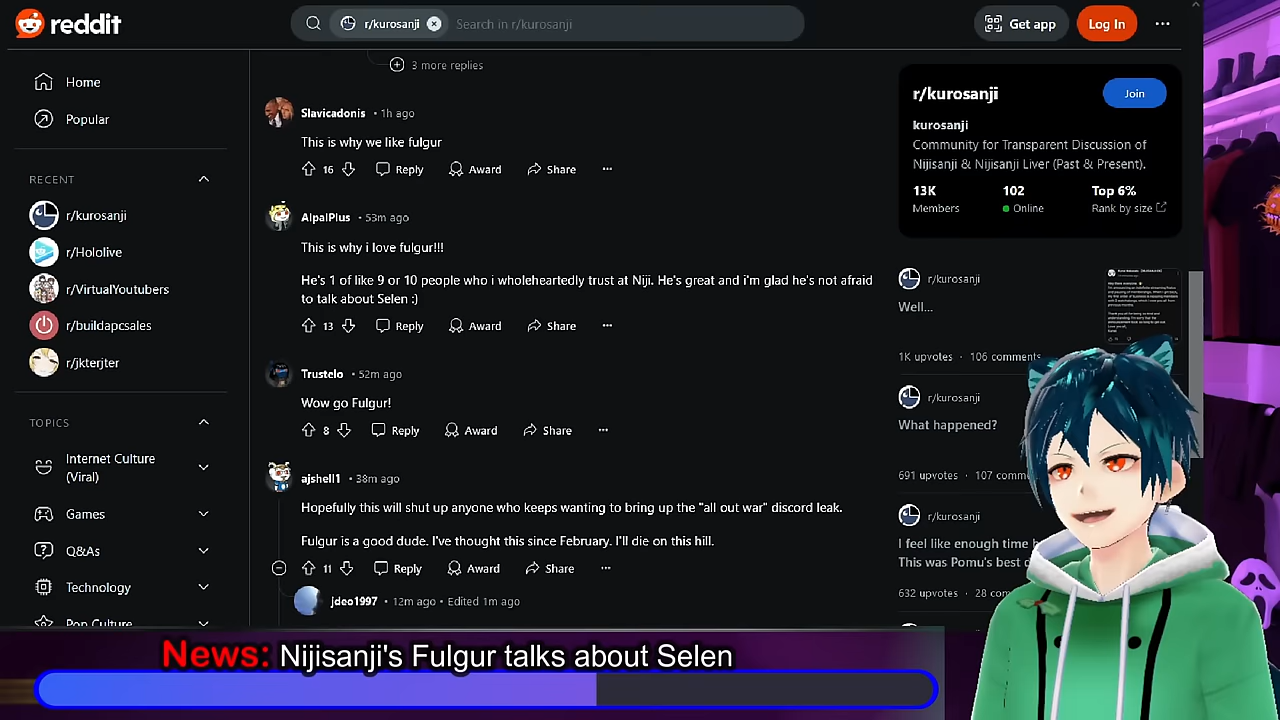 reddit
r/kurosanji
Search in r/kurosanji
Get app
Log In
Home
Popular
RECENT
r/kurosanji
r/Hololive
r/VirtualYoutubers
r/buildapcsales
r/jkterjter
TOPICS
Internet Culture
(Viral)
Games
Q&As
Technology
Pop Culture
3 more replies
Slavicadonis • 1h ago
This is why we like fulgur
16 Reply Award Share
AlpalPlus • 53m ago
This is why i love fulgur!!!
He's 1 of like 9 or 10 people who i wholeheartedly trust at Niji. He's great and i'm glad he's not afraid
to talk about Selen :)
13 Reply Award Share
Trustelo • 52m ago
Wow go Fulgur!
8 Reply Award Share
ajshell1 • 38m ago
Hopefully this will shut up anyone who keeps wanting to bring up the "all out war" discord leak.
Fulgur is a good dude. I've thought this since February. I'll die on this hill.
11 Reply Award Share
jdeo1997 • 12m ago • Edited 1m ago
r/kurosanji
Join
kurosanji
Community for Transparent Discussion of
Nijisanji & Nijisanji Liver (Past & Present).
13K 102 Top 6%
Members Online Rank by size
r/kurosanji
Well...
1K upvotes • 106 comments
r/kurosanji
What happened?
691 upvotes • 107 comm
r/kurosanji
I feel like enough time h
This was Pomu's best
632 upvotes • 28 com
News: Nijisanji's Fulgur talks about Selen